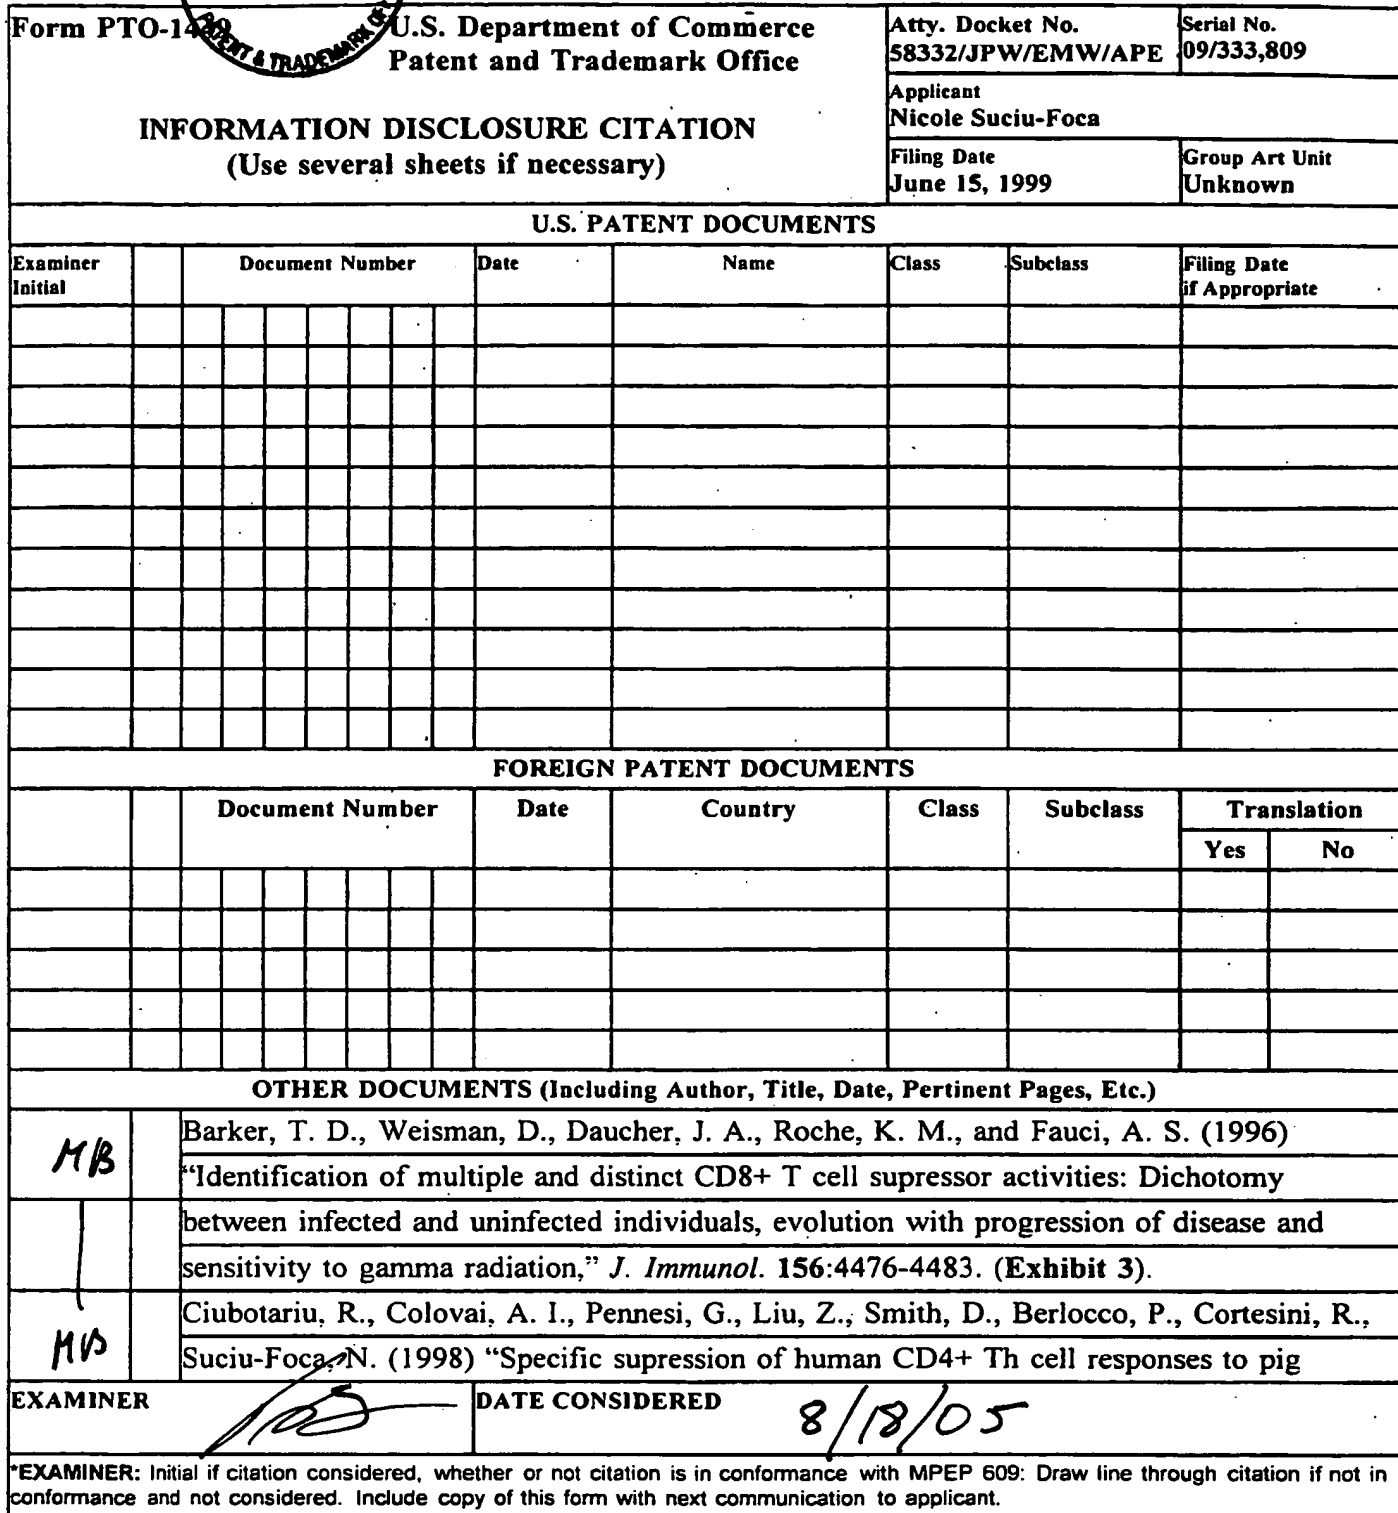 Form PTO-14
PATENT & TRADEMARK OF
U.S. Department of Commerce
Patent and Trademark Office
Atty. Docket No.
58332/JPW/EMW/APE
Serial No.
09/333,809
INFORMATION DISCLOSURE CITATION
(Use several sheets if necessary)
Applicant
Nicole Suciu-Foca
Filing Date
June 15, 1999
Group Art Unit
Unknown
U.S. PATENT DOCUMENTS
Examiner
Initial
Document Number
Date
Name
Class
Subclass
Filing Date
if Appropriate
FOREIGN PATENT DOCUMENTS
Document Number
Date
Country
Class
Subclass
Translation
Yes
No
OTHER DOCUMENTS (Including Author, Title, Date, Pertinent Pages, Etc.)
MB
Barker, T. D., Weisman, D., Daucher, J. A., Roche, K. M., and Fauci, A. S. (1996)
“Identification of multiple and distinct CD8+ T cell supressor activities: Dichotomy
between infected and uninfected individuals, evolution with progression of disease and
sensitivity to gamma radiation,” J. Immunol. 156:4476-4483. (Exhibit 3).
MB
Ciubotariu, R., Colovai, A. I., Pennesi, G., Liu, Z., Smith, D., Berlocco, P., Cortesini, R.,
Suciu-Foca, N. (1998) “Specific supression of human CD4+ Th cell responses to pig
EXAMINER
DATE CONSIDERED
8/18/05
*EXAMINER: Initial if citation considered, whether or not citation is in conformance with MPEP 609: Draw line through citation if not in
conformance and not considered. Include copy of this form with next communication to applicant.